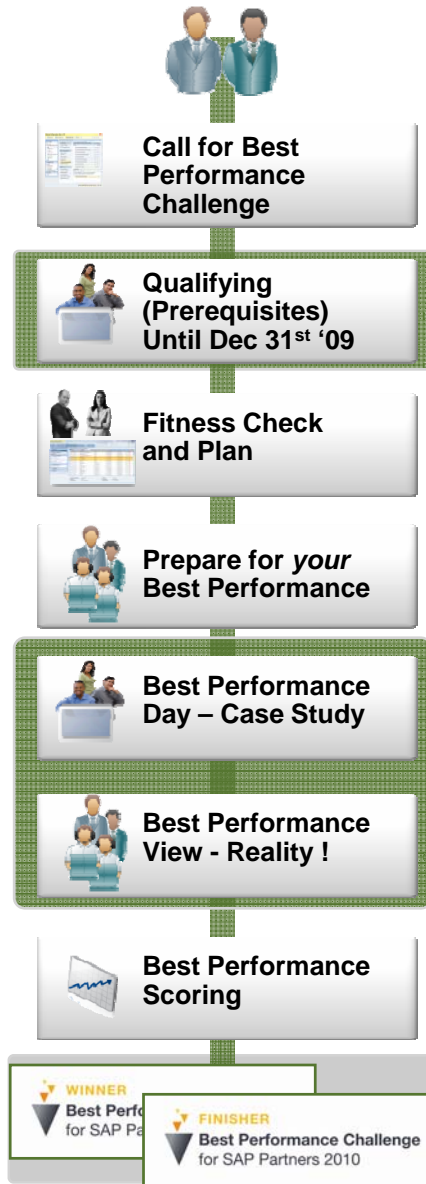 Call for Best
Performance
Challenge
Qualifying
(Prerequisites)
Until Dec 31st ‘09
Fitness Check
and Plan
Prepare for your
Best Performance
Best Performance
Day – Case Study
Best Performance
View - Reality !
Best Performance
Scoring
WINNER
Best Perfo
for SAP Pa
FINISHER
Best Performance Challenge
for SAP Partners 2010